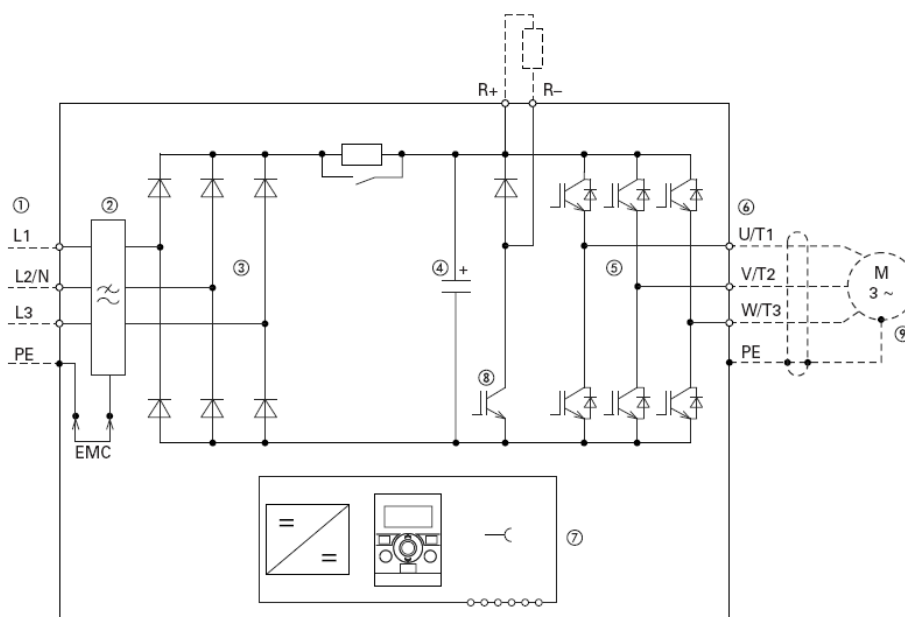 R+ R–
① ② ⑥
L1 U/T1
③ ④ + ⑤
L2/N V/T2 M
3 ~
L3 W/T3
⑨
PE PE
⑧
EMC
⑦